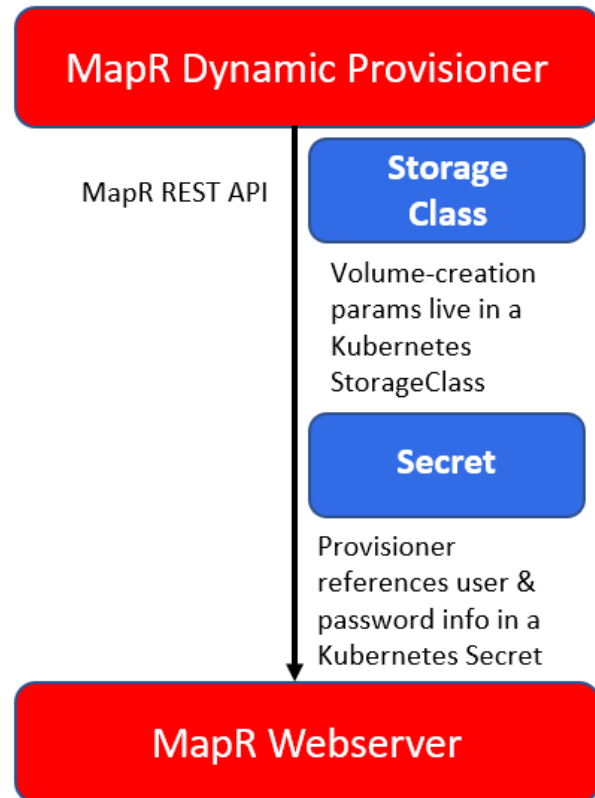 MapR Dynamic Provisioner
MapR REST API
Storage
Class
Volume-creation
params live in a
Kubernetes
StorageClass
Secret
Provisioner
references user &
password info in a
Kubernetes Secret
MapR Webserver